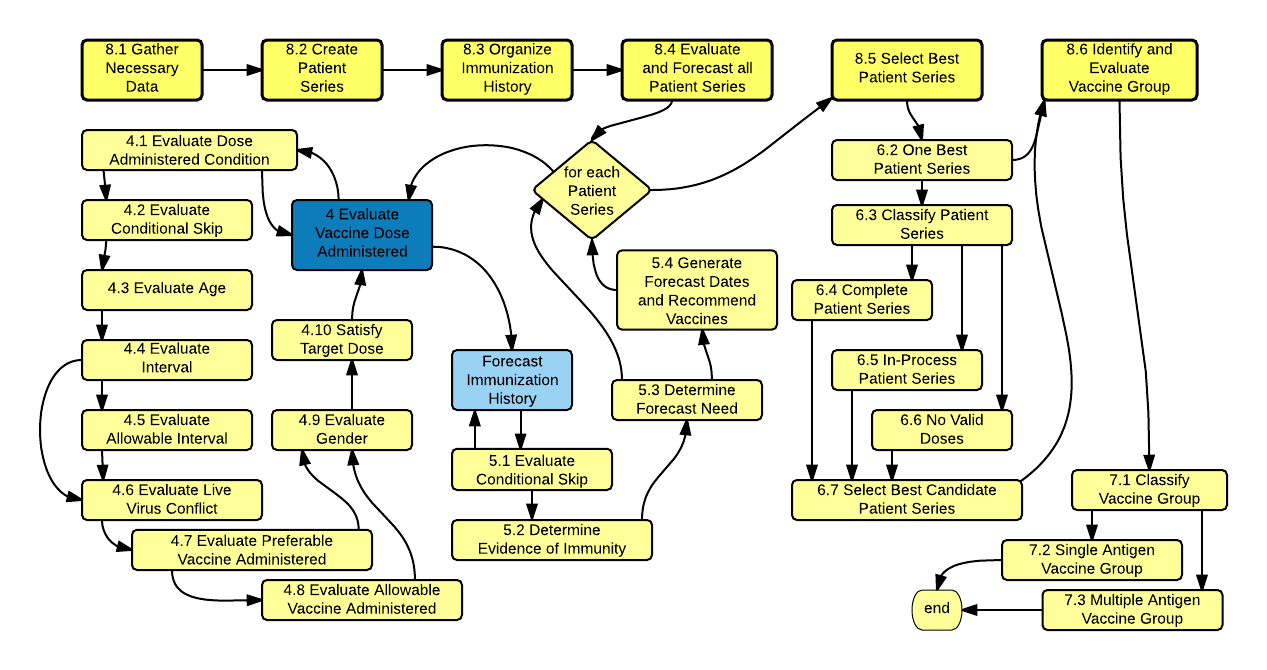 8.1 Gather
Necessary
Data
8.2 Create
Patient
Series
8.3 Organize
Immunization
History
8.4 Evaluate
and Forecast all
Patient Series
8.5 Select Best
Patient Series
8.6 Identify and
Evaluate
Vaccine Group
4.1 Evaluate Dose
Administered Condition
4.2 Evaluate
Conditional Skip
4.3 Evaluate Age
4.4 Evaluate
Interval
4.5 Evaluate
Allowable Interval
4.6 Evaluate Live
Virus Conflict
4.7 Evaluate Preferable
Vaccine Administered
4.8 Evaluate Allowable
Vaccine Administered
4 Evaluate
Vaccine Dose
Administered
4.10 Satisfy
Target Dose
4.9 Evaluate
Gender
for each
Patient
Series
Forecast
Immunization
History
5.1 Evaluate
Conditional Skip
5.2 Determine
Evidence of Immunity
5.4 Generate
Forecast Dates
and Recommend
Vaccines
5.3 Determine
Forecast Need
6.2 One Best
Patient Series
6.3 Classify Patient
Series
6.4 Complete
Patient Series
6.5 In-Process
Patient Series
6.6 No Valid
Doses
6.7 Select Best Candidate
Patient Series
7.1 Classify
Vaccine Group
7.2 Single Antigen
Vaccine Group
7.3 Multiple Antigen
Vaccine Group
end